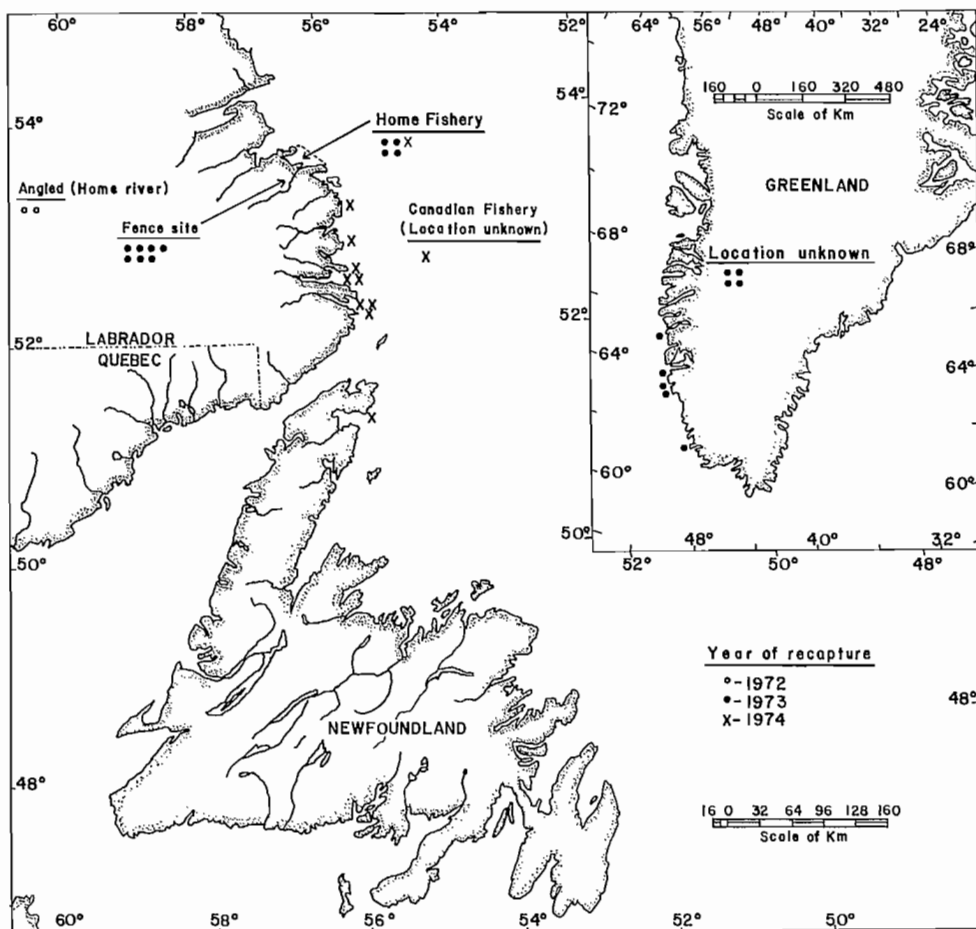 60° 58° 56° 54° 52° 64° 56° 48° 40° 32° 24°
54°
72°
160 0 160 320 480
Scale of Km
Home Fishery
X
GREENLAND
Angled (Home river)
Fence site
Canadian Fishery
(Location unknown)
X
X
X
X
X X
X X
X
68°
Location unknown
68°
52°
LABRADOR
QUEBEC
52°
64°
64°
X
60°
60°
50°
50°
52° 48° 40° 32° 48°
Year of recapture
o - 1972
● - 1973
X - 1974
48°
NEWFOUNDLAND
48°
16 0 32 64 96 128 160
Scale of Km
60° 58° 56° 54° 52° 50°